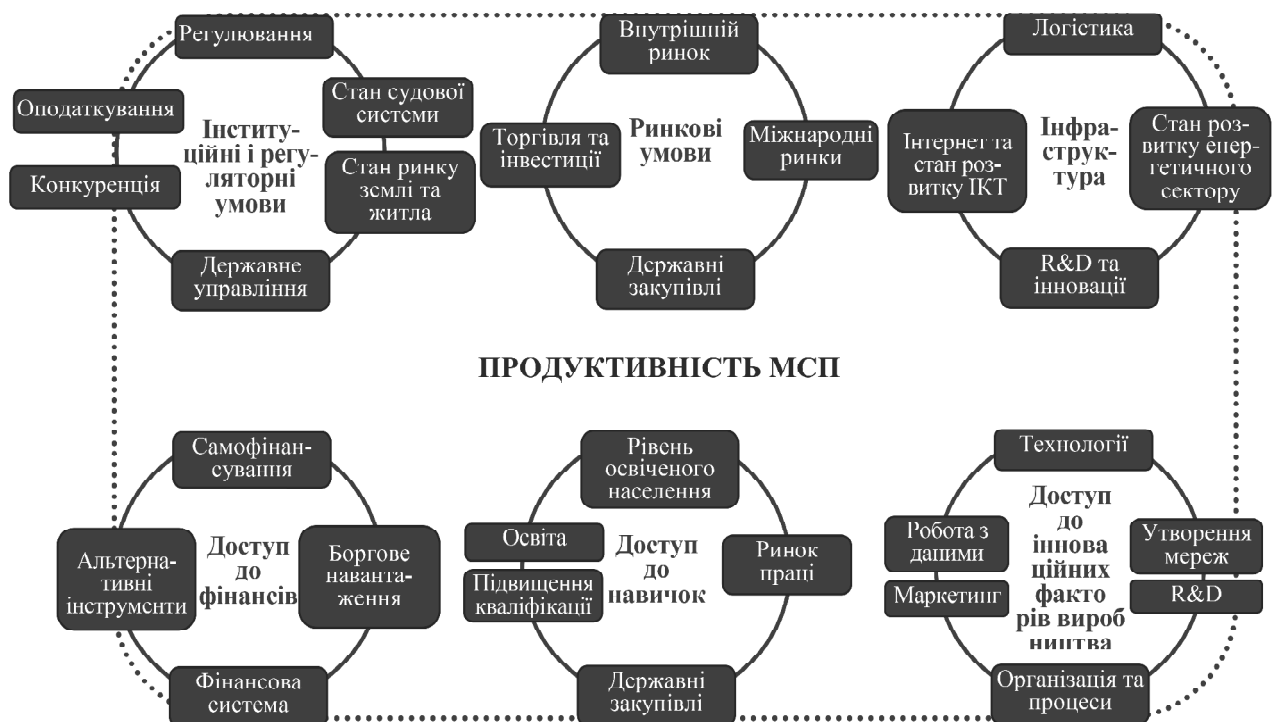 Регулювання
Оподаткування
Конкуренція
Інститу-
ційні і регу-
ляторні
умови
Стан судової
системи
Стан ринку
землі та
житла
Державне
управління
Внутрішній
ринок
Торгівля та
інвестиції
Ринкові
умови
Міжнародні
ринки
Державні
закупівлі
Логістика
Інтернет та
стан роз-
витку ІКТ
Інфра-
струк-
тура
Стан роз-
витку енер-
гетичного
сектору
R&D та
інновації
ПРОДУКТИВНІСТЬ МСП
Самофінан-
сування
Альтерна-
тивні
інструменти
Доступ
до
фінансів
Боргове
наванта-
ження
Фінансова
система
Рівень
освіченого
населення
Освіта
Підвищення
кваліфікації
Доступ
до
навичок
Ринок
праці
Державні
закупівлі
Технології
Робота з
даними
Маркетинг
Доступ
до
іннова
ційних
факто
рів вироб
ництва
Утворення
мереж
R&D
Організація та
процеси